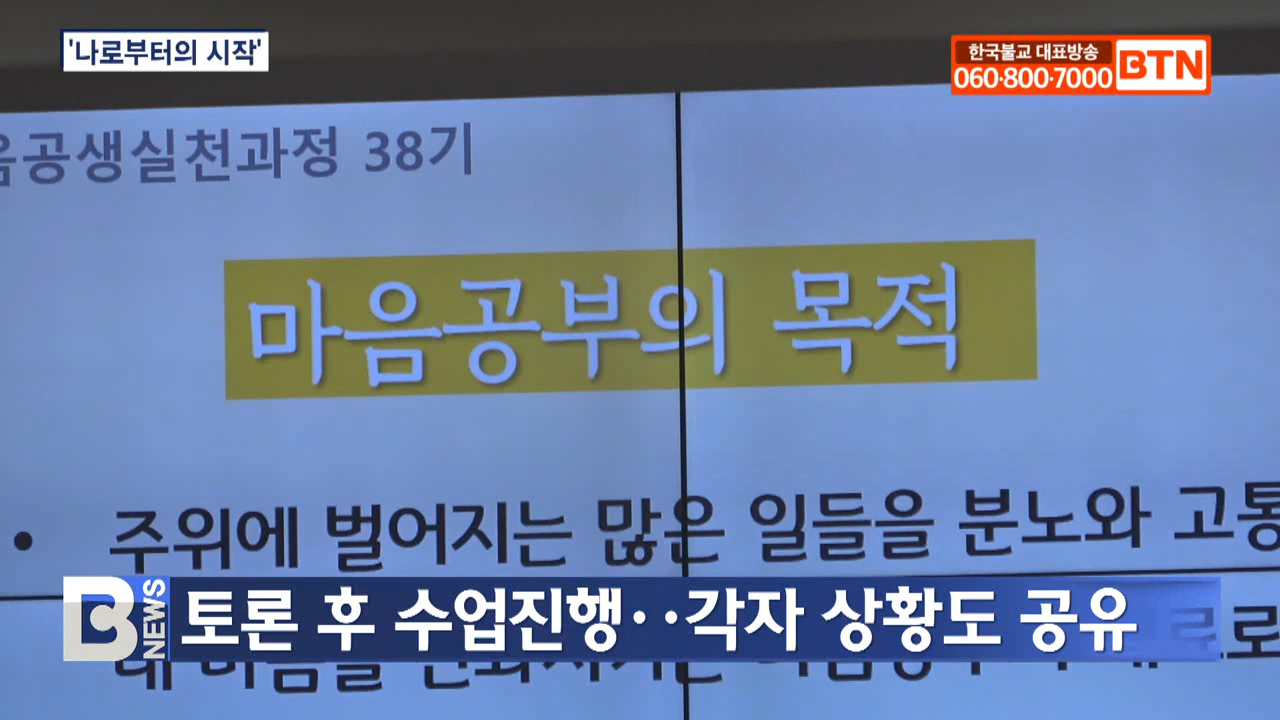 '나로부터의 시작'
한국불교 대표방송
060·800·7000 BTN
음공생실천과정 38기
마음공부의 목적
• 주위에 벌어지는 많은 일들을 분노와 고통
B NEWS
토론 후 수업진행‥각자 상황도 공유